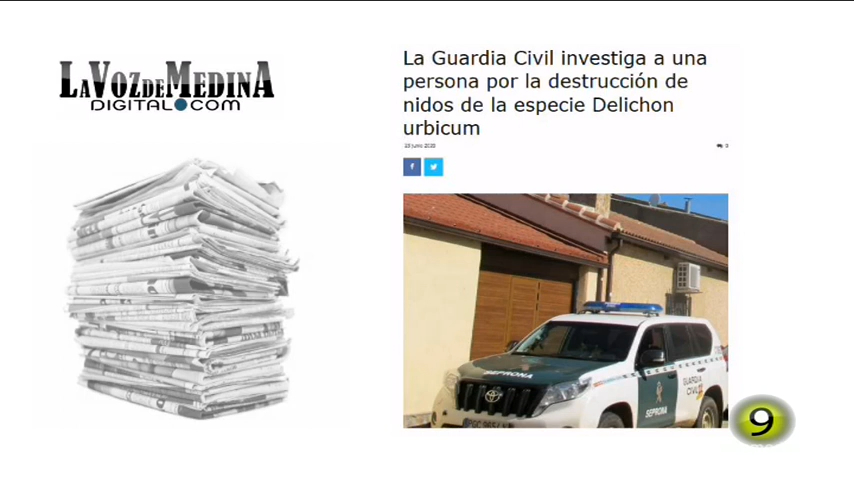 LAVOZDEMEDINA
DIGITAL.COM
La Guardia Civil investiga a una
persona por la destrucción de
nidos de la especie Delichon
urbicum
f
SEPRONA
SEPRONA
GUARDIA
CIVIL
9